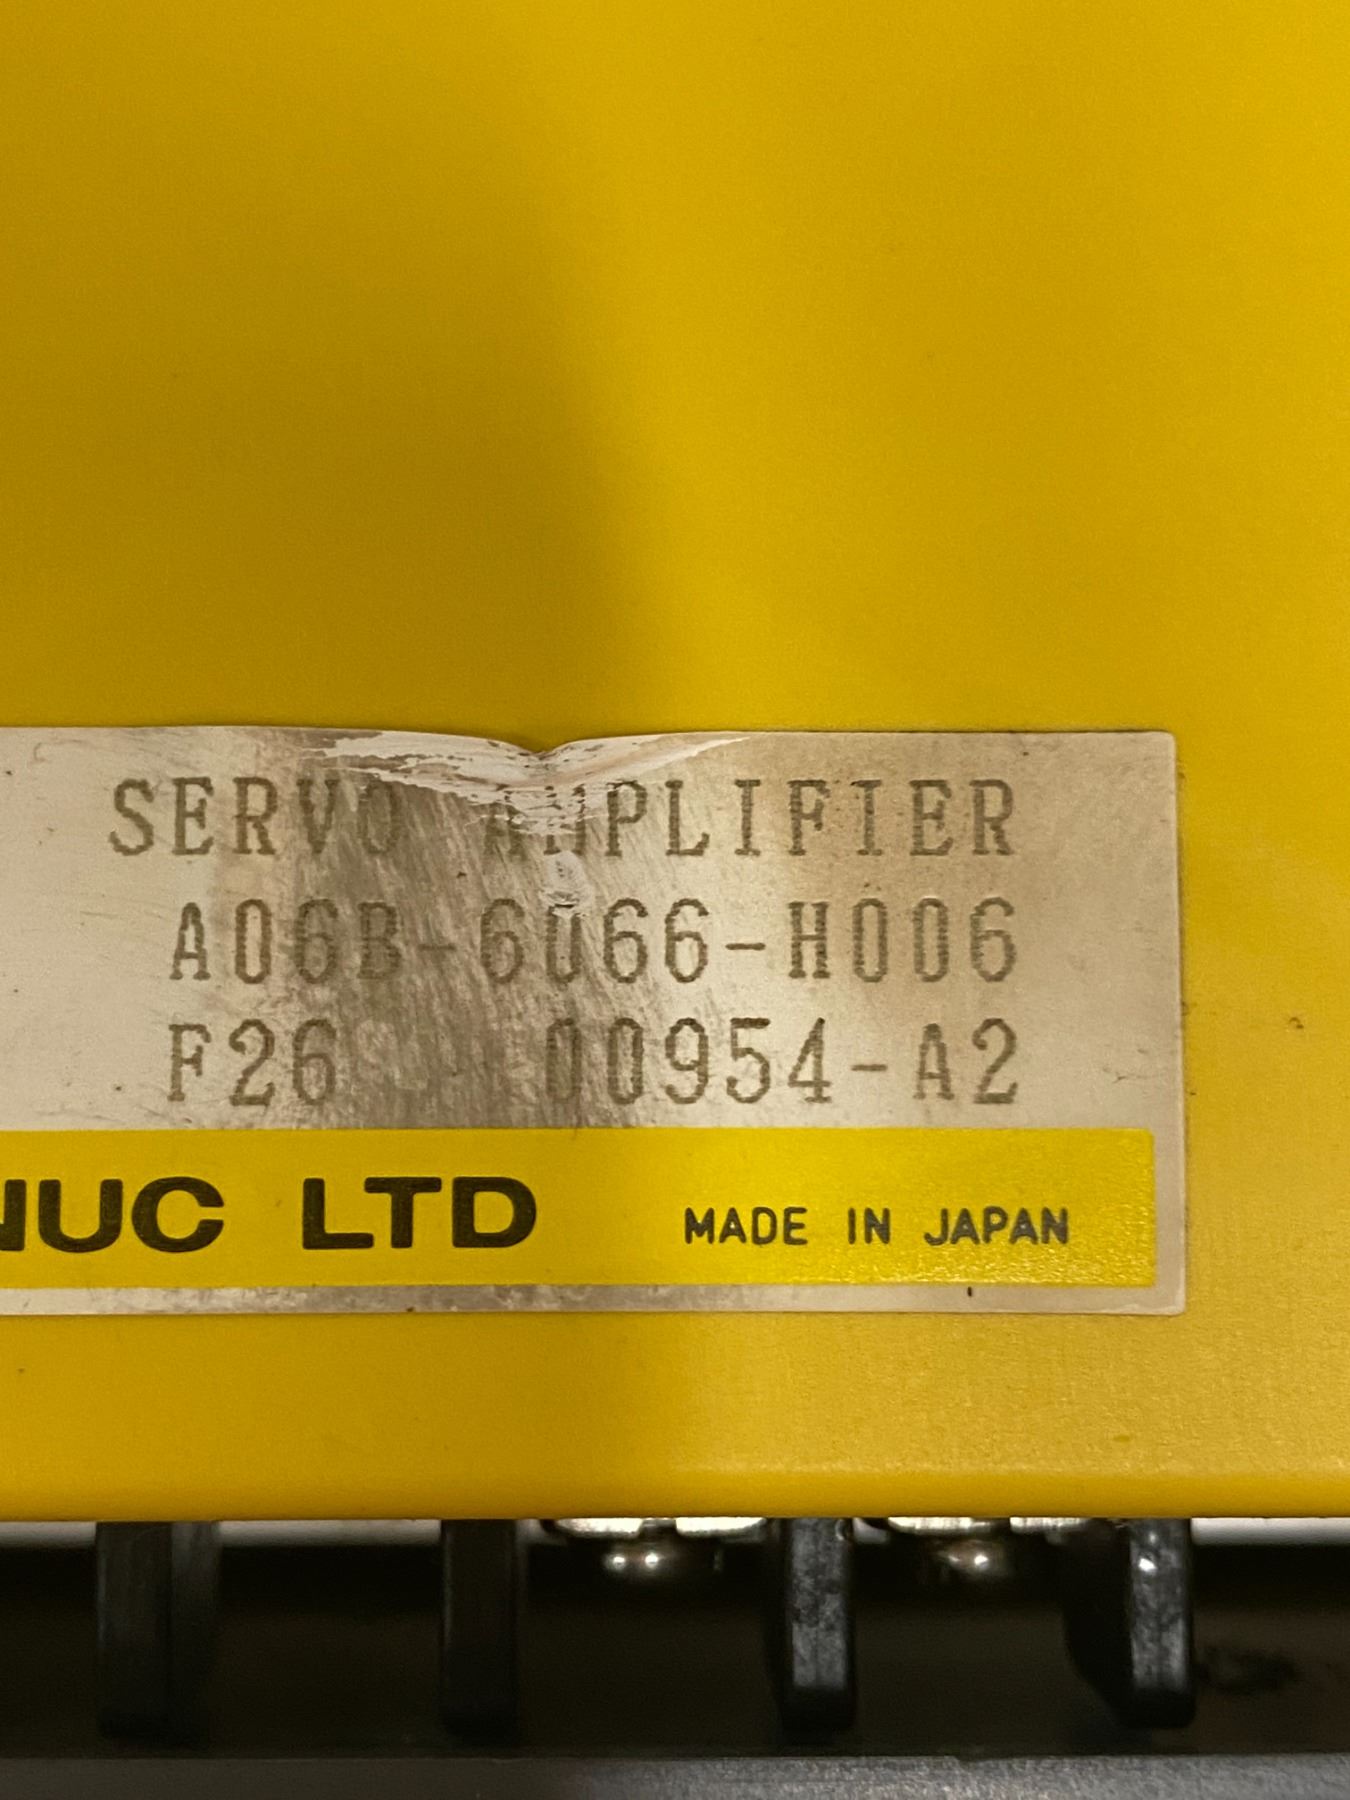 SERVO AMPLIFIER
A06B-6066-H006
F26 00954-A2
NUC LTD MADE IN JAPAN